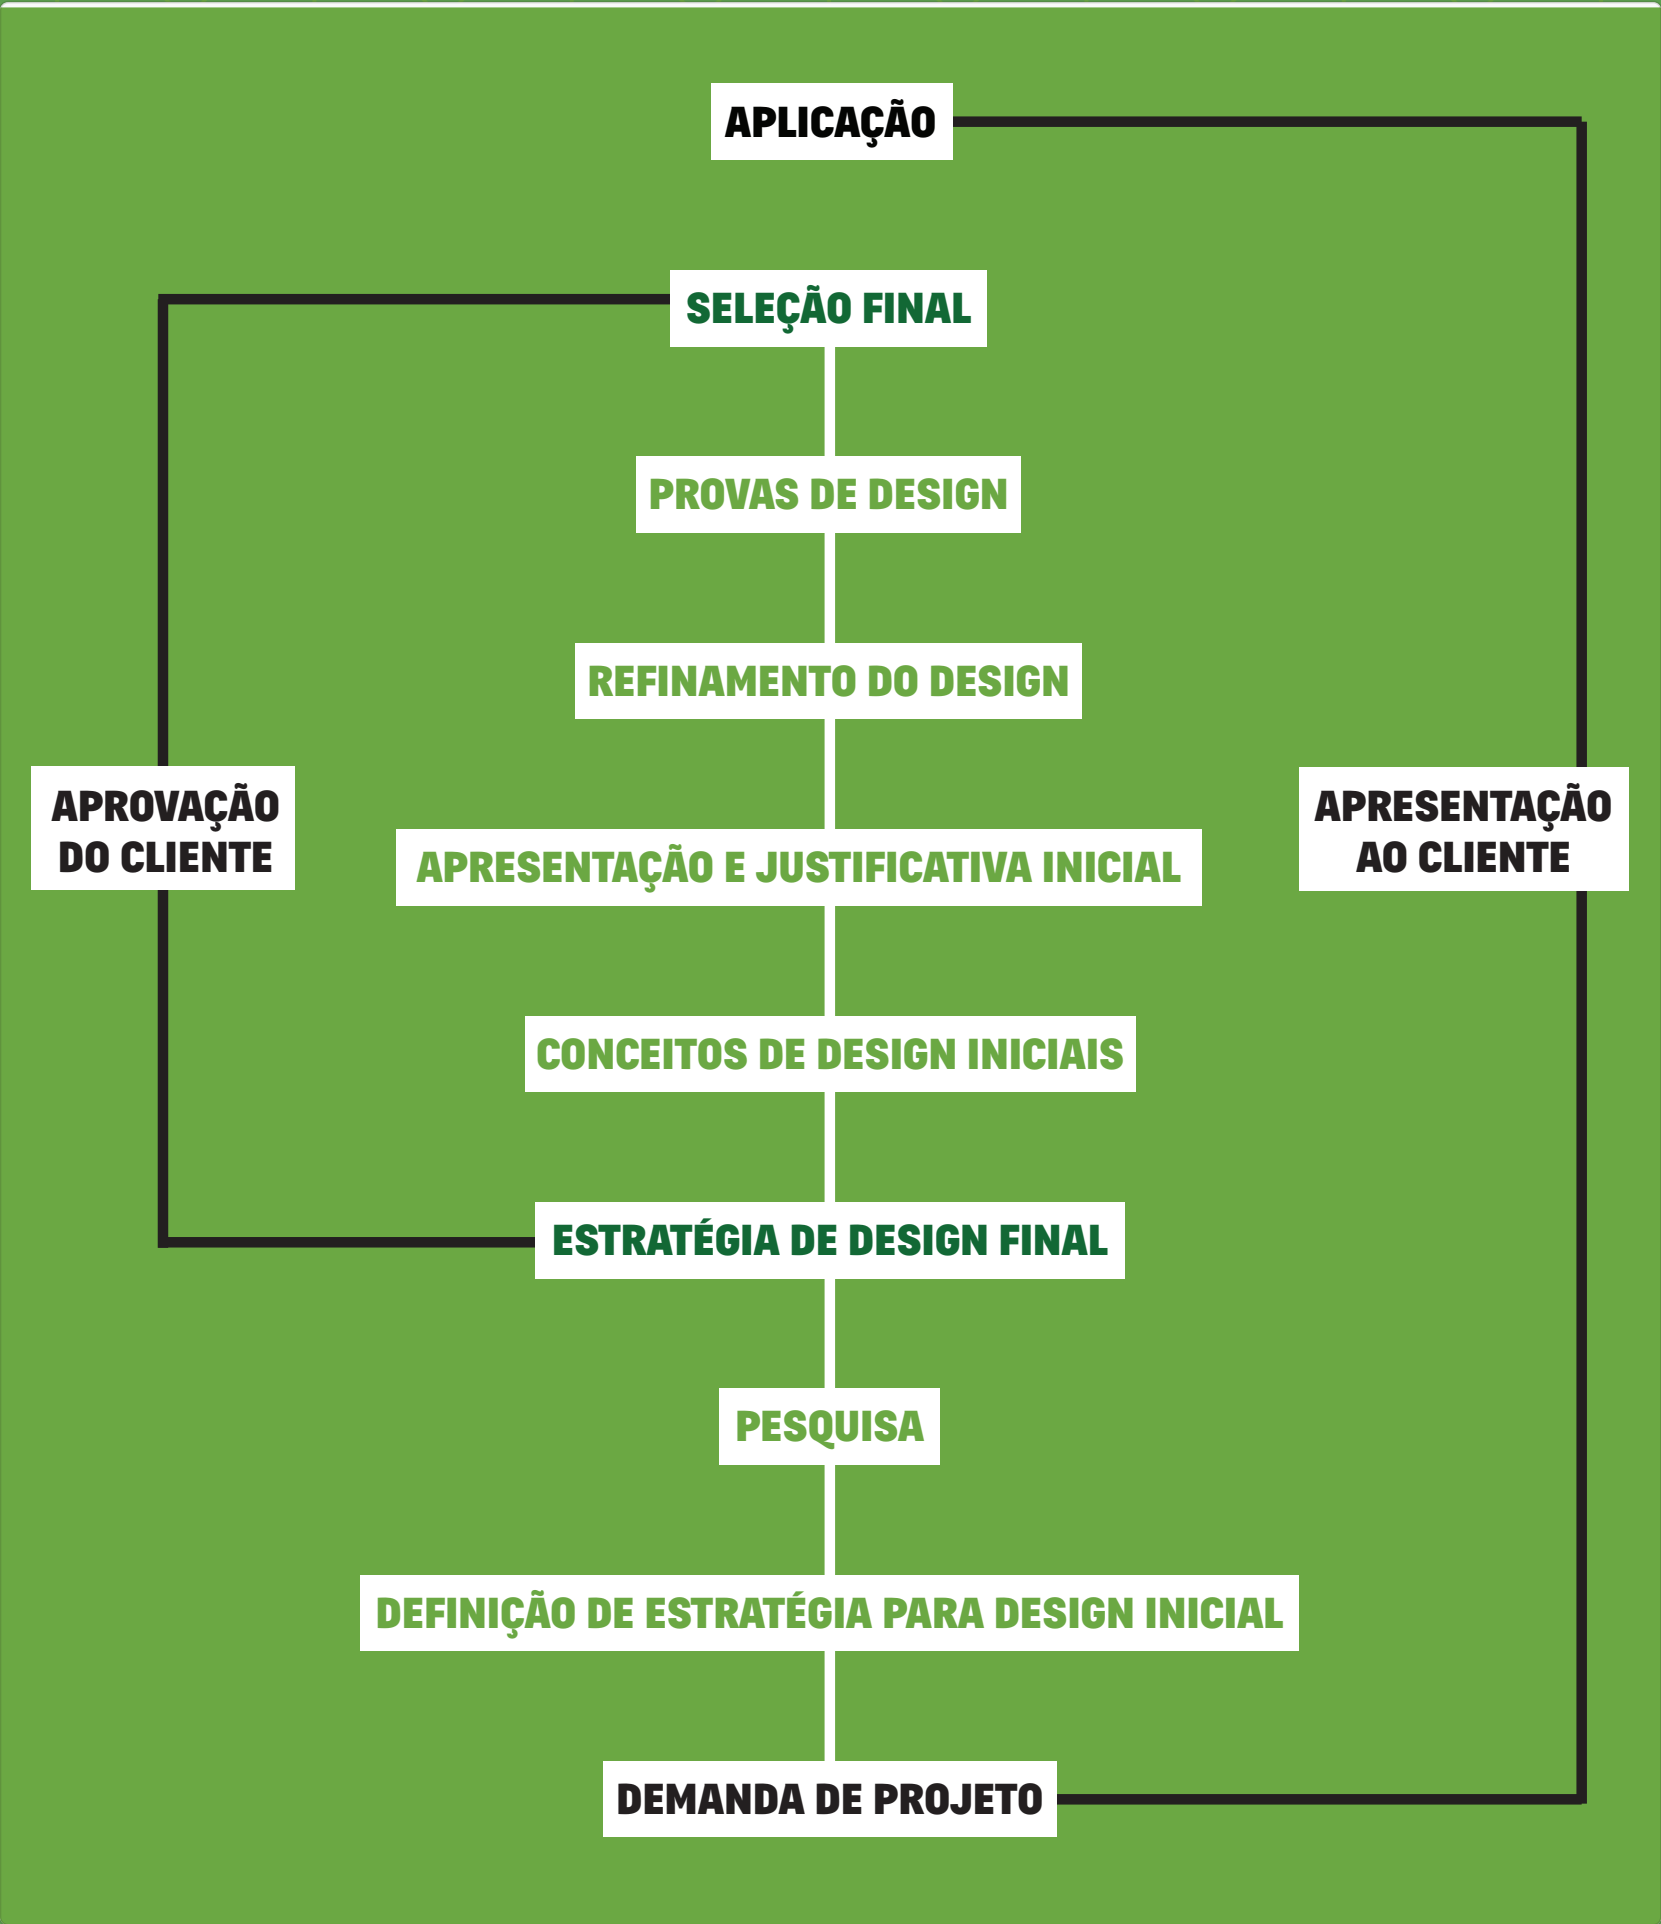 APLICAÇÃO
SELEÇÃO FINAL
PROVAS DE DESIGN
REFINAMENTO DO DESIGN
APROVAÇÃO
DO CLIENTE
APRESENTAÇÃO E JUSTIFICATIVA INICIAL
APRESENTAÇÃO
AO CLIENTE
CONCEITOS DE DESIGN INICIAIS
ESTRATÉGIA DE DESIGN FINAL
PESQUISA
DEFINIÇÃO DE ESTRATÉGIA PARA DESIGN INICIAL
DEMANDA DE PROJETO